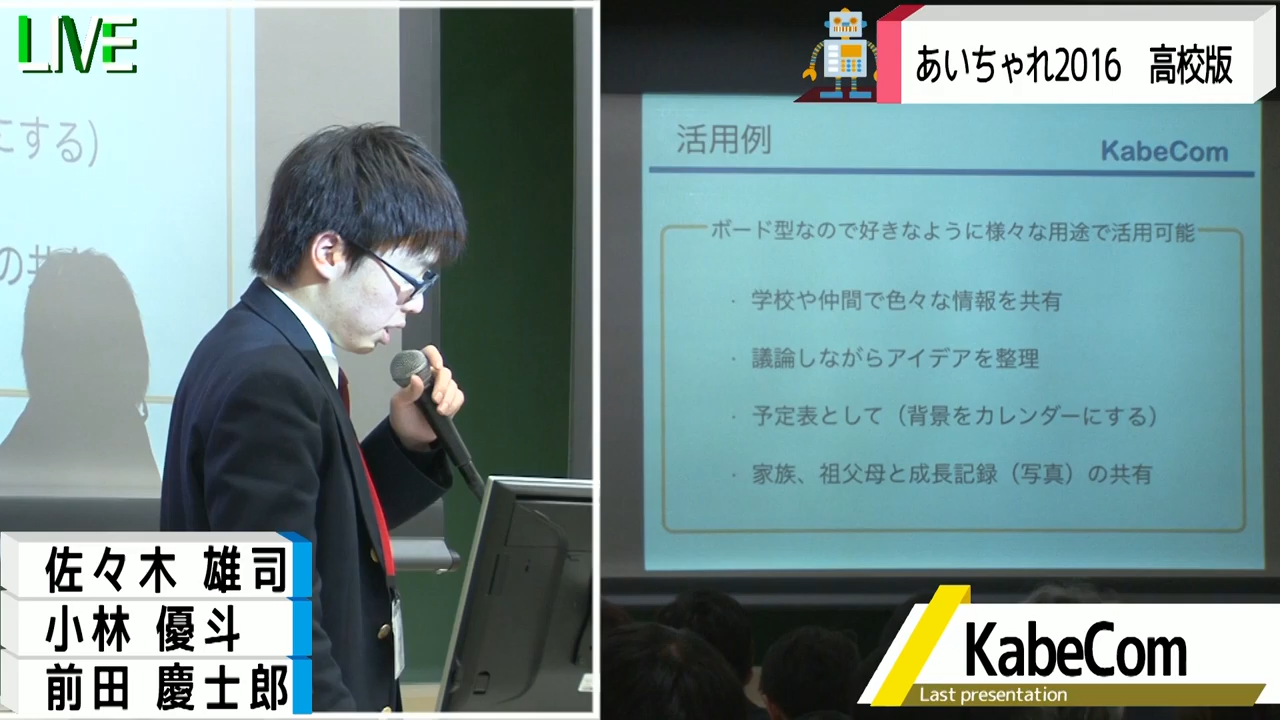 LIVE
にする)
の共
あいちゃれ2016　高校版
活用例
KabeCom
ボード型なので好きなように様々な用途で活用可能
・ 学校や仲間で色々な情報を共有
・ 議論しながらアイデアを整理
・ 予定表として（背景をカレンダーにする）
・ 家族、祖父母と成長記録（写真）の共有
佐々木 雄司
小林 優斗
前田 慶士郎
KabeCom
Last presentation